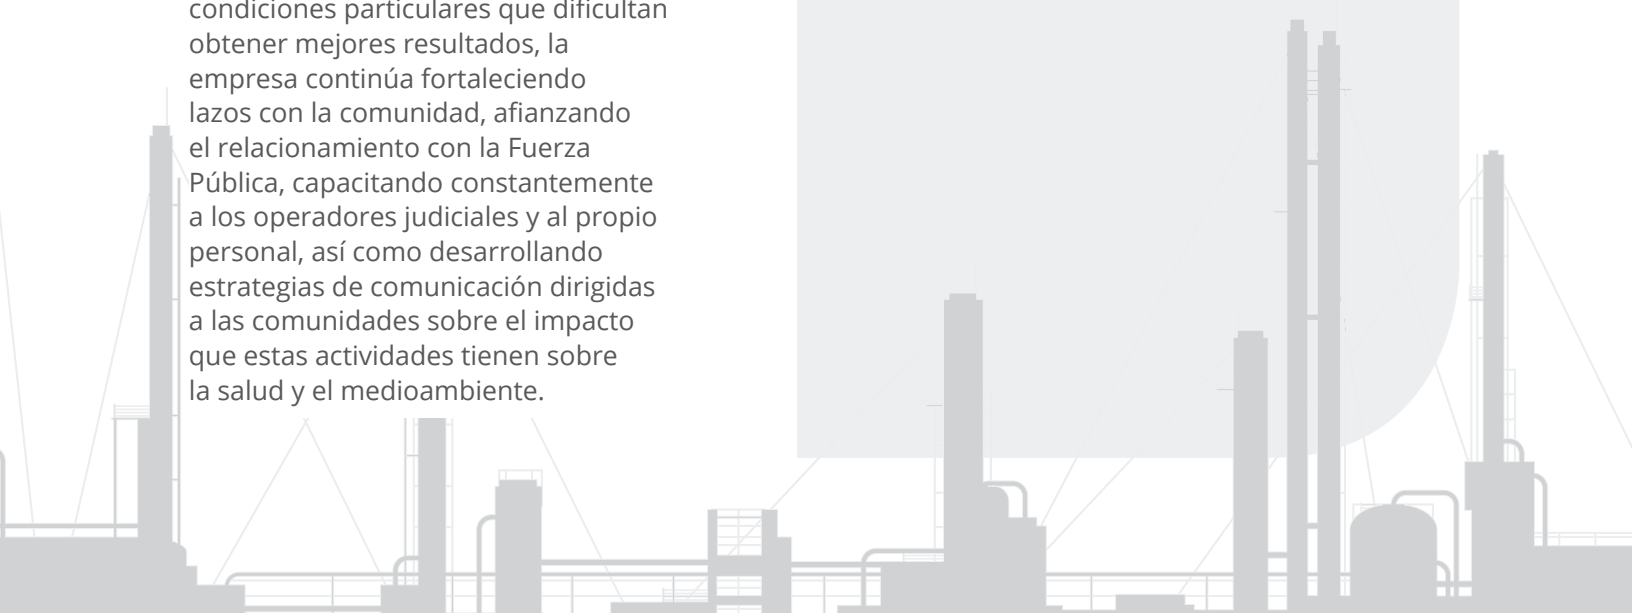 condiciones particulares que dificultan
obtener mejores resultados, la
empresa continúa fortaleciendo
lazos con la comunidad, afianzando
el relacionamiento con la Fuerza
Pública, capacitando constantemente
a los operadores judiciales y al propio
personal, así como desarrollando
estrategias de comunicación dirigidas
a las comunidades sobre el impacto
que estas actividades tienen sobre
la salud y el medioambiente.